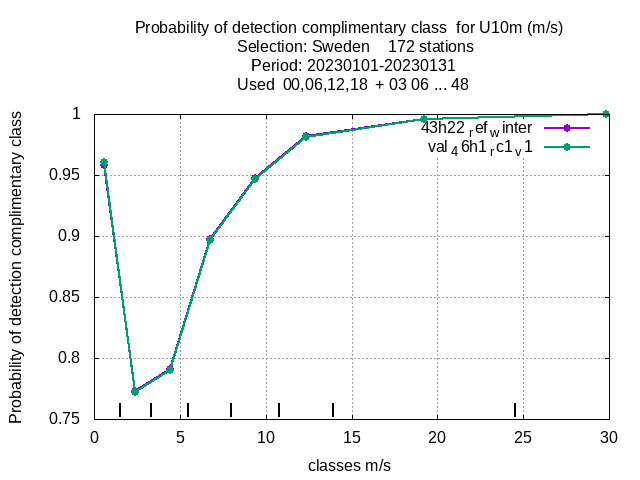 Probability of detection complimentary class for U10m (m/s)
Selection: Sweden 172 stations
Period: 20230101-20230131
Used 00,06,12,18 + 03 06 ... 48
Probability of detection complimentary class
1
0.95
0.9
0.85
0.8
0.75
43h22 r ef w inter
val 4 6h1 r c1 v 1
0 5 10 15 20 25 30
classes m/s